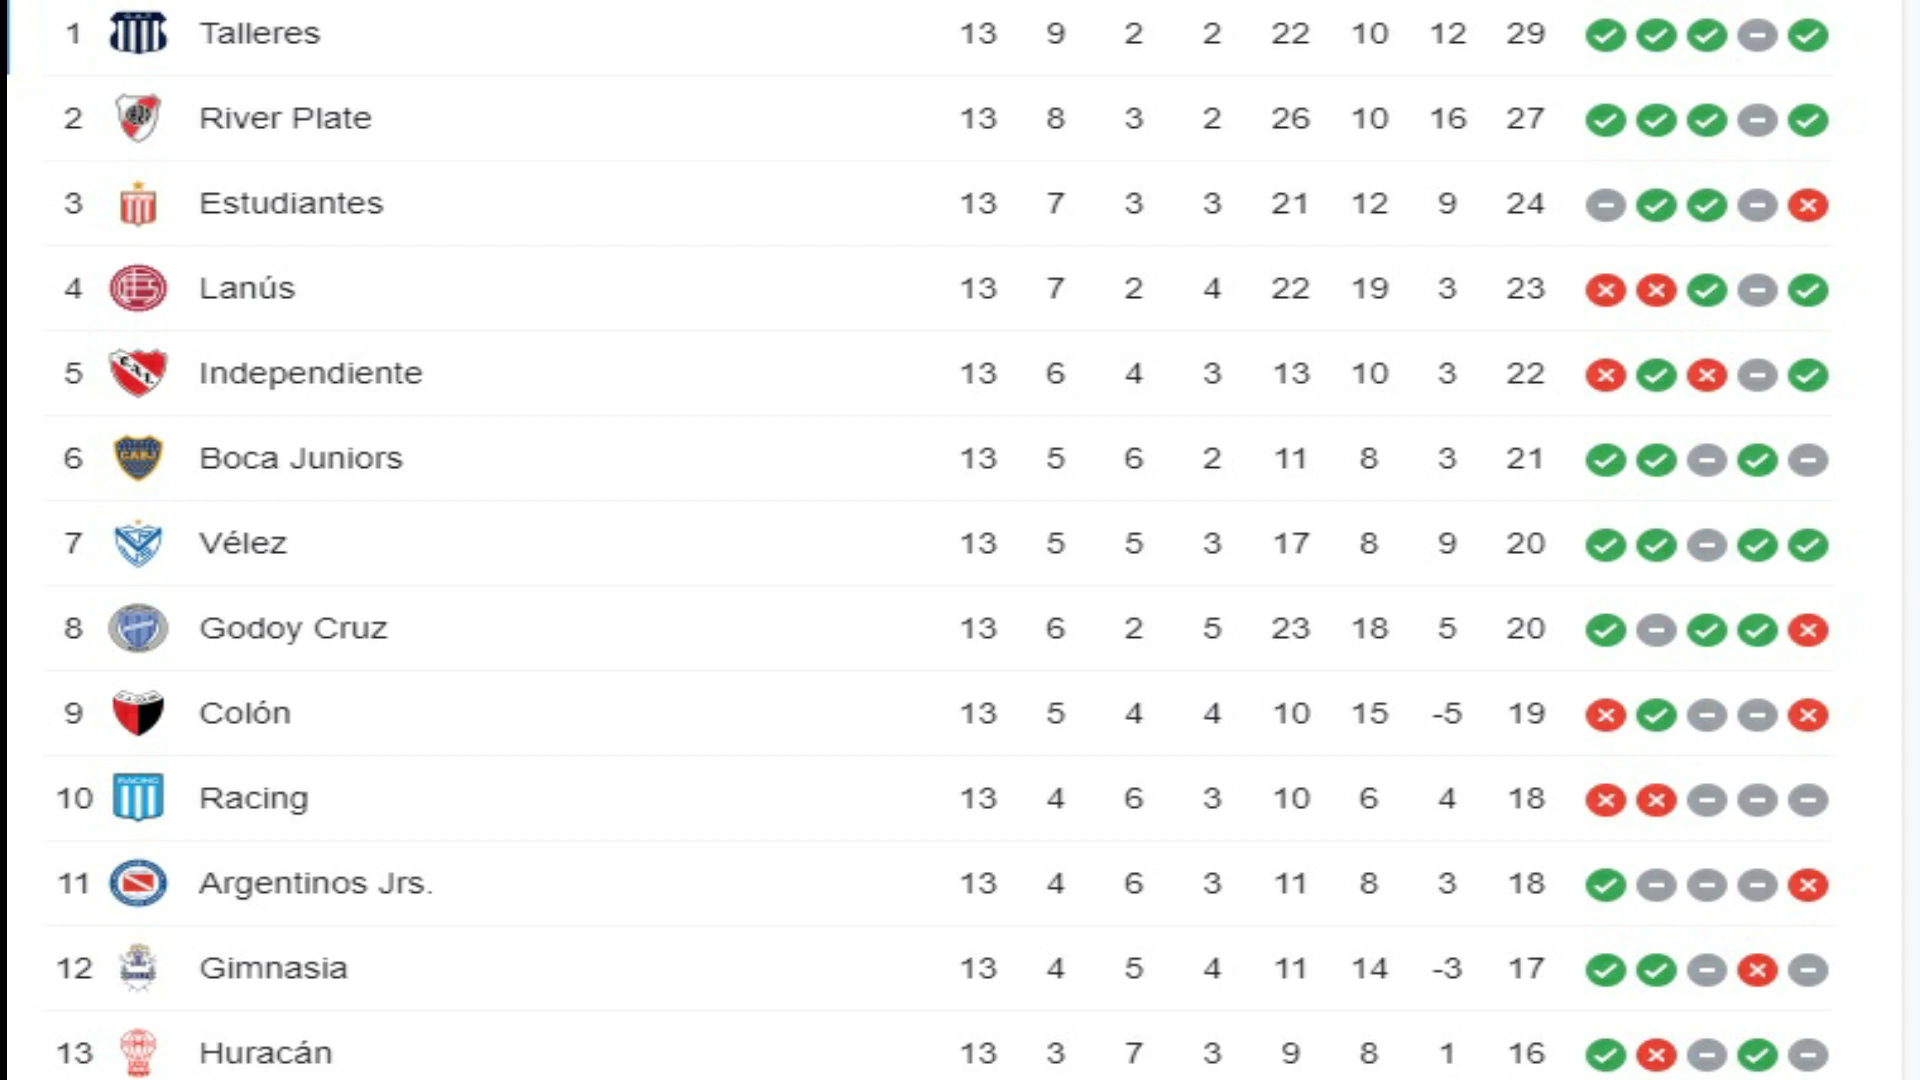 1 Talleres 13 9 2 2 22 10 12 29
2 River Plate 13 8 3 2 26 10 16 27
3 Estudiantes 13 7 3 3 21 12 9 24
4 Lanús 13 7 2 4 22 19 3 23
5 Independiente 13 6 4 3 13 10 3 22
6 CABJ Boca Juniors 13 5 6 2 11 8 3 21
7 Vélez 13 5 5 3 17 8 9 20
8 Godoy Cruz 13 6 2 5 23 18 5 20
9 Colón 13 5 4 4 10 15 -5 19
10 RACING Racing 13 4 6 3 10 6 4 18
11 Argentinos Jrs. 13 4 6 3 11 8 3 18
12 Gimnasia 13 4 5 4 11 14 -3 17
13 Huracán 13 3 7 3 9 8 1 16